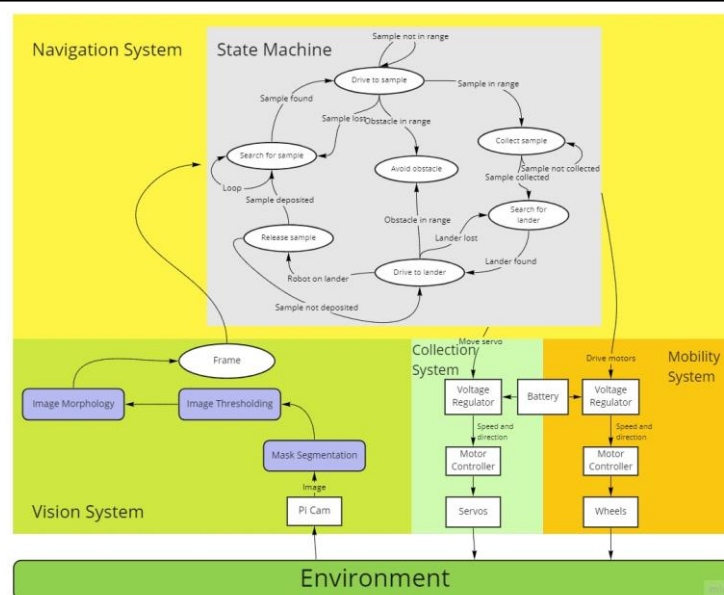 Navigation System
State Machine
Sample not in range
Drive to sample
Sample in range
Sample found
Sample lost
Obstacle in range
Search for sample
Collect sample
Loop
Avoid obstacle
Sample not collected
Sample collected
Sample deposited
Search for
lander
Obstacle in range
Release sample
Lander lost
Robot on lander
Drive to lander
Lander found
Sample not deposited
Move servo
Frame
Collection
System
Drive motors
Mobility
System
Image Morphology
Image Thresholding
Voltage
Regulator
Battery
Voltage
Regulator
Speed and
direction
Speed and
direction
Mask Segmentation
Motor
Controller
Motor
Controller
Image
Vision System
Pi Cam
Servos
Wheels
Environment